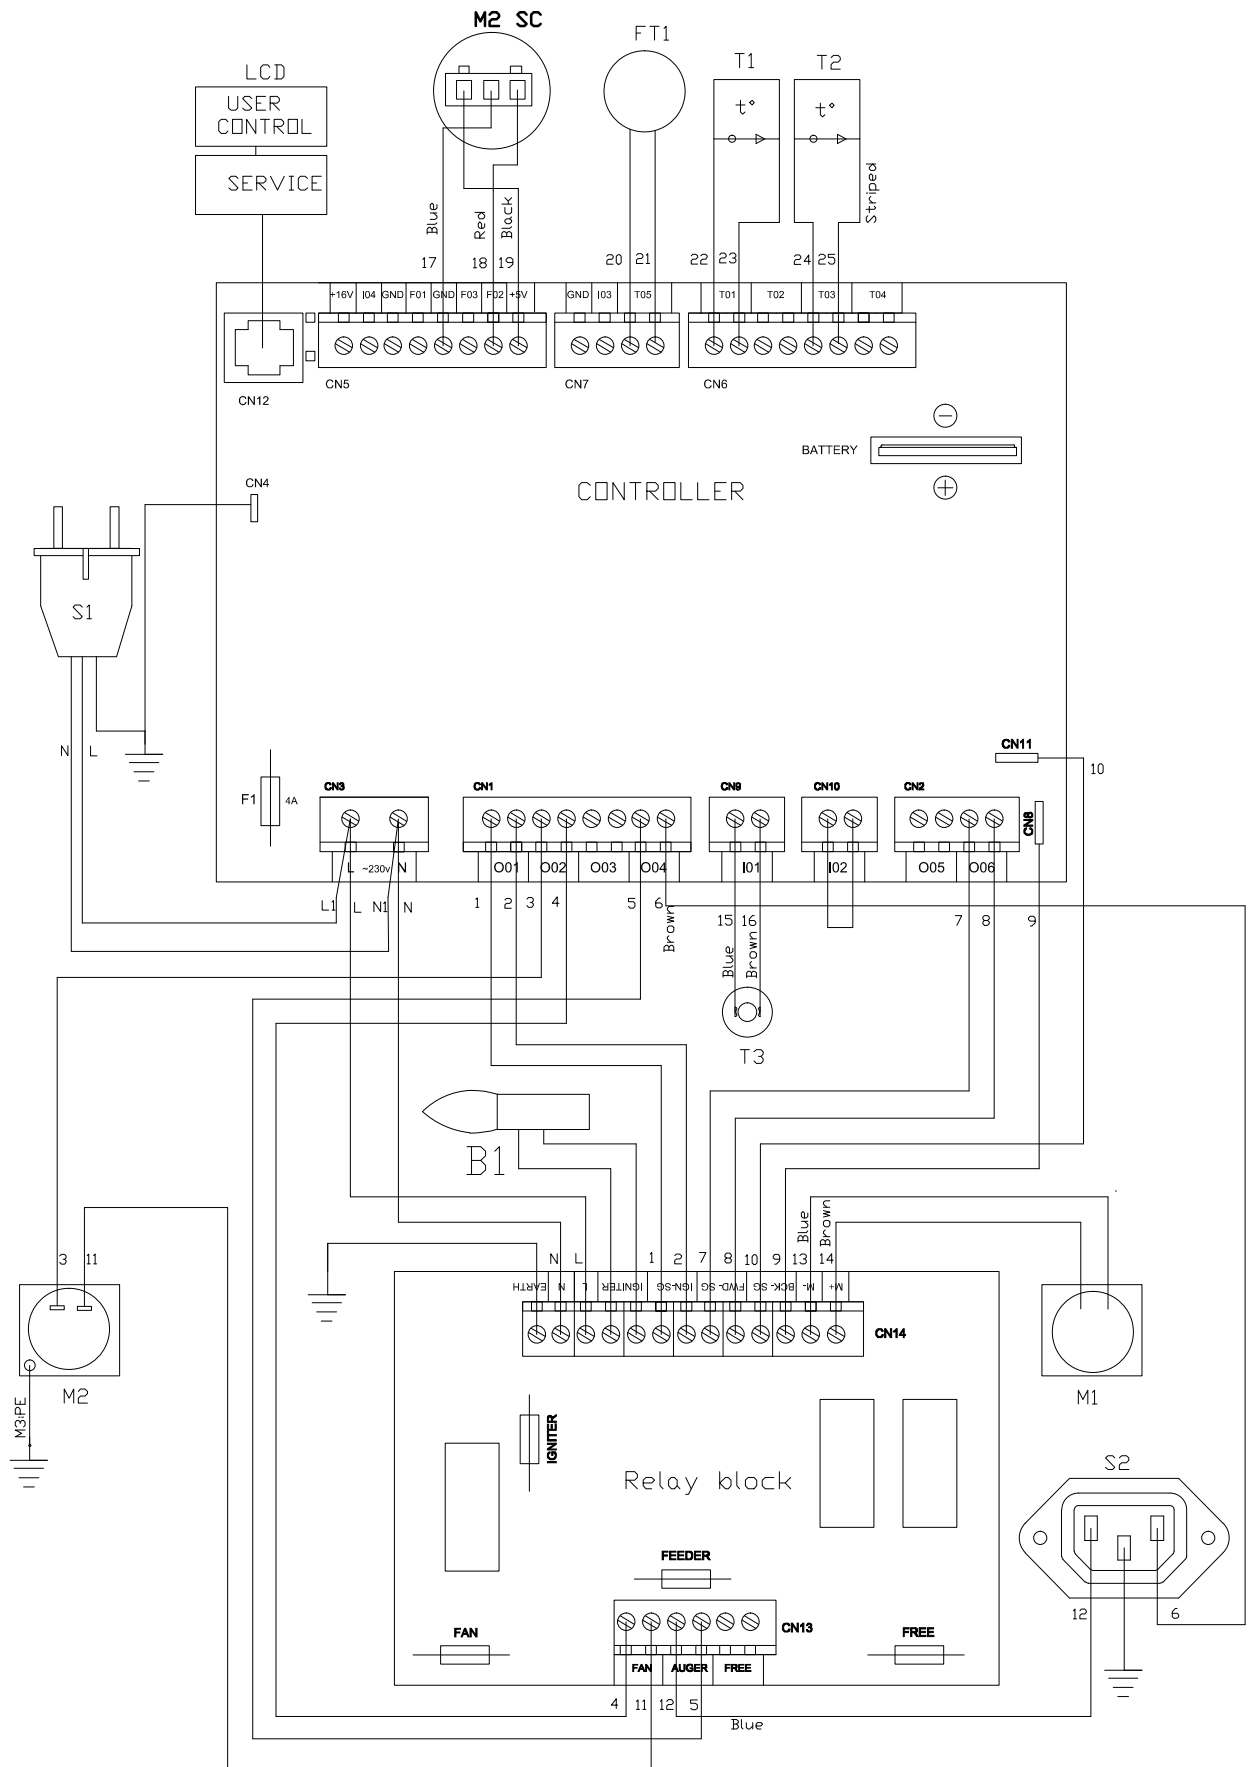 M2 SC
FT1
T1
T2
LCD
USER
CONTROL
SERVICE
t°
t°
Striped
Blue
Red
Black
17
18
19
20
21
22
23
24
25
+16V I04 GND F01 GND F03 F02 +5V
GND I03 T05
T01 T02 T03 T04
CN5
CN7
CN6
CN12
BATTERY
CN4
CONTROLLER
S1
N
L
CN11
10
F1
4A
CN3
CN1
CN9
CN10
CN2
CN8
L ~230v N
O01 O02 O03 O04
I01
I02
O05 O06
L1 L N1 N
1 2 3 4 5 6
Brown
15 16
7 8 9
Blue
Brown
T3
B1
Blue
Brown
3 11
N L 1 2 7 8 10 9 13 14
EARTH N L IGNITER IGN-SG FWD-SG BCK-SG M- M+
CN14
M2
M3:PE
M1
IGNITER
Relay block
S2
FEEDER
CN13
12
6
FAN
FREE
FAN AUGER FREE
4 11 12 5
Blue